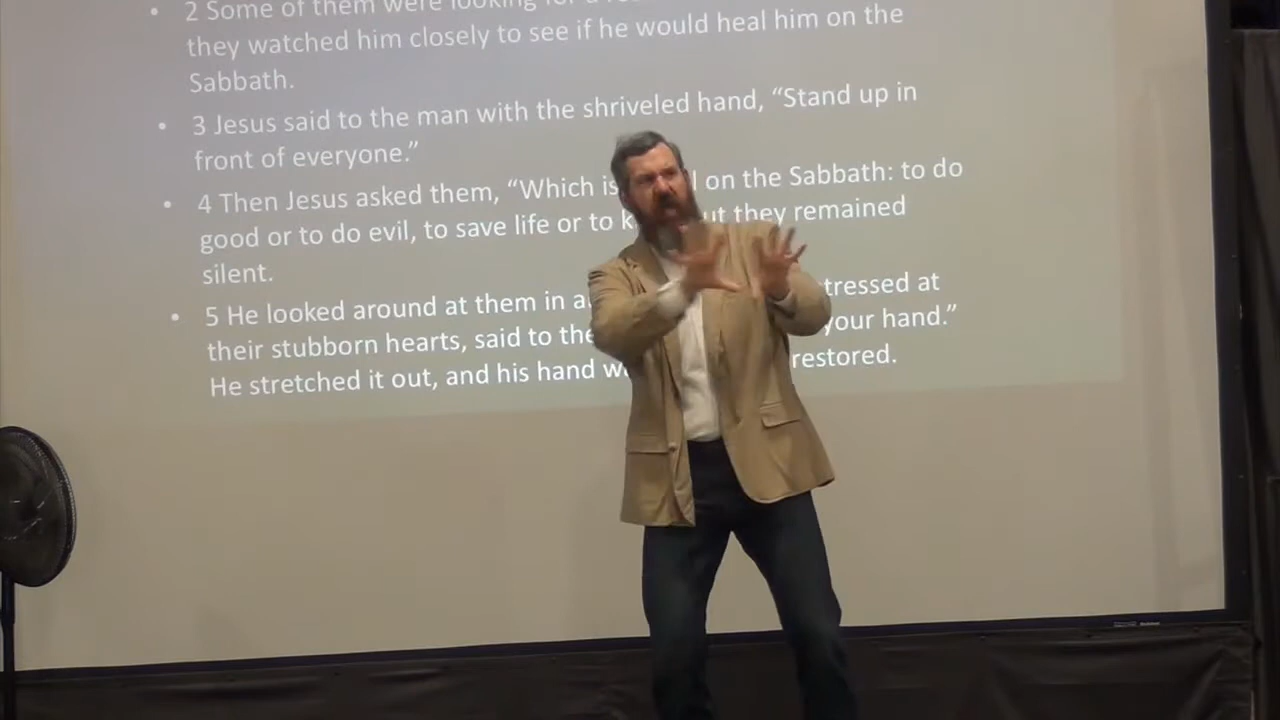 • 2 Some of them were looking for a
they watched him closely to see if he would heal him on the
Sabbath.
• 3 Jesus said to the man with the shriveled hand, “Stand up in
front of everyone.”
• 4 Then Jesus asked them, “Which is on the Sabbath: to do
good or to do evil, to save life or to they remained
silent.
• 5 He looked around at them in at
their stubborn hearts, said to the your hand.”
He stretched it out, and his hand restored.